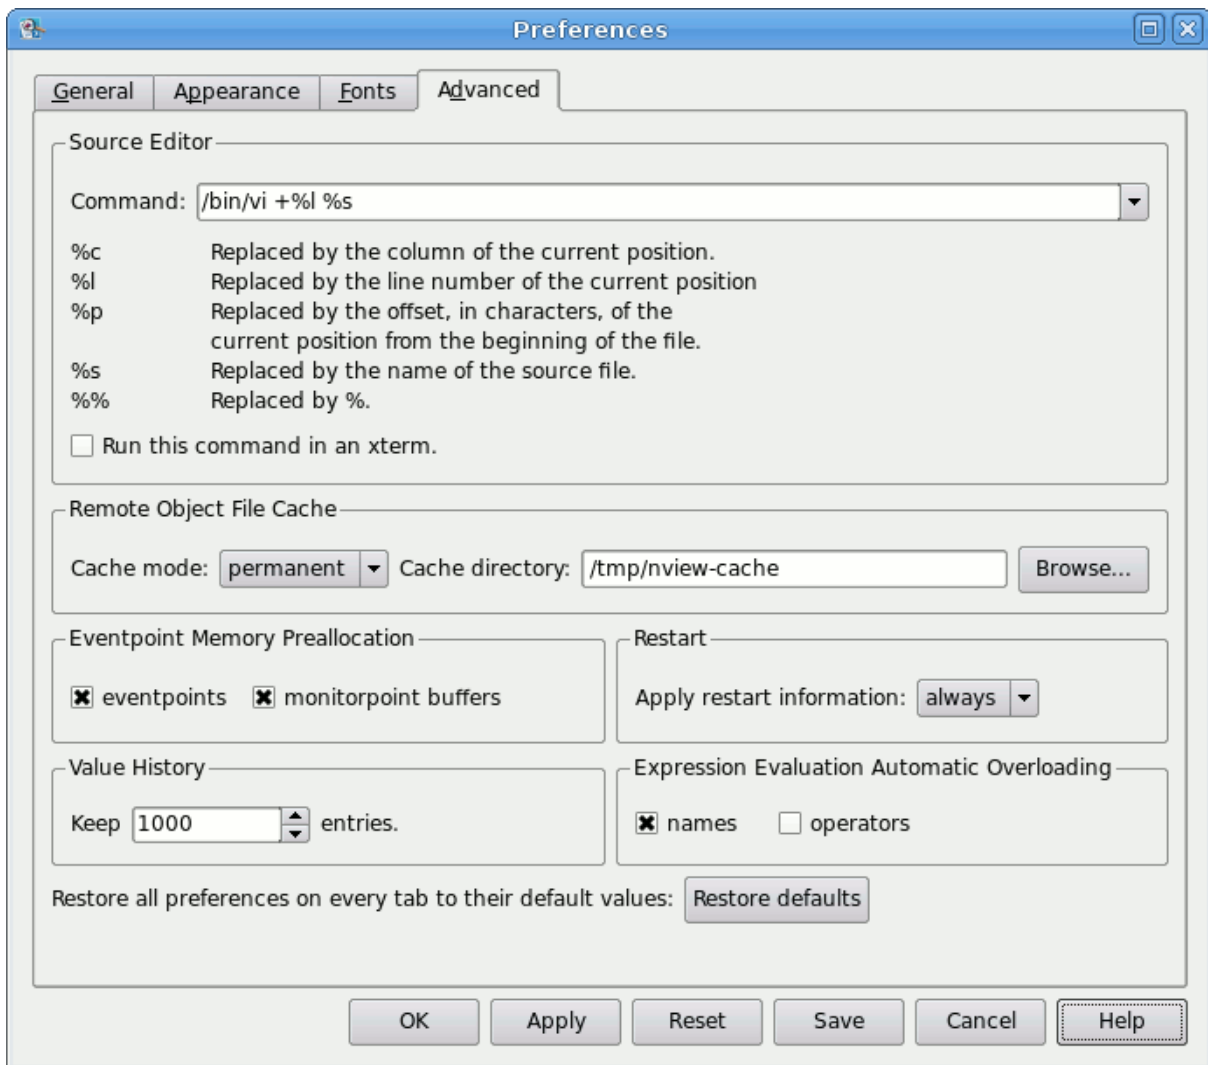 Preferences
General Appearance Fonts Advanced
Source Editor
Command: /bin/vi +%l %s
%c Replaced by the column of the current position.
%l Replaced by the line number of the current position
%p Replaced by the offset, in characters, of the
current position from the beginning of the file.
%s Replaced by the name of the source file.
%% Replaced by %.
Run this command in an xterm.
Remote Object File Cache
Cache mode: permanent Cache directory: /tmp/nview-cache Browse...
Eventpoint Memory Preallocation Restart
eventpoints monitorpoint buffers Apply restart information: always
Value History Expression Evaluation Automatic Overloading
Keep 1000 entries. names operators
Restore all preferences on every tab to their default values: Restore defaults
OK Apply Reset Save Cancel Help